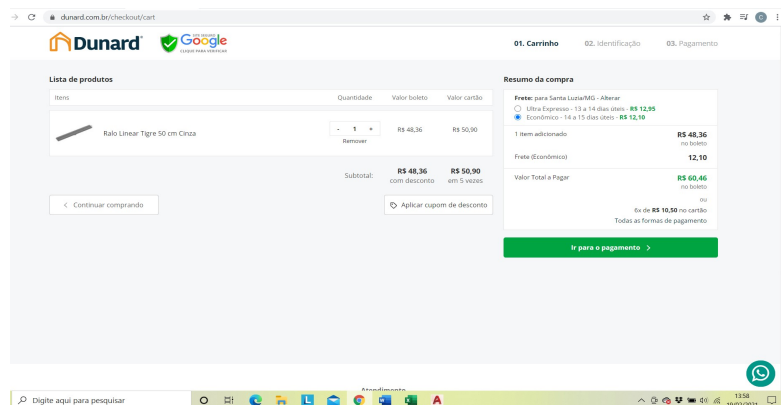 dunard.com.br/checkout/cart
Dunard
SITE SEGURO
Google
CLIQUE PARA VERIFICAR
01. Carrinho 02. Identificação 03. Pagamento
Lista de produtos
Itens Quantidade Valor boleto Valor cartão
Ralo Linear Tigre 50 cm Cinza - 1 + R$ 48,36 R$ 50,90
Remover
Subtotal: R$ 48,36 R$ 50,90
com desconto em 5 vezes
Continuar comprando
Aplicar cupom de desconto
Resumo da compra
Frete: para Santa Luzia/MG - Alterar
Ultra Expresso - 13 a 14 dias úteis - R$ 12,95
Econômico - 14 a 15 dias úteis - R$ 12,10
1 item adicionado R$ 48,36
no boleto
Frete (Econômico) 12,10
Valor Total a Pagar R$ 60,46
no boleto
ou
6x de R$ 10,50 no cartão
Todas as formas de pagamento
Ir para o pagamento
Atendimento
Digite aqui para pesquisar
13:58
19/02/2021